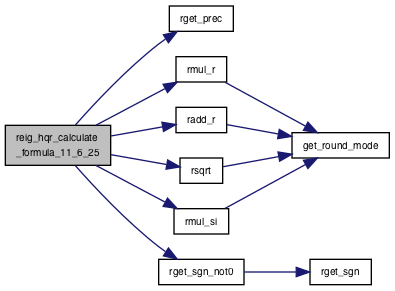 rget_prec
rmul_r
radd_r
reig_hqr_calculate
_formula_11_6_25
get_round_mode
rsqrt
rmul_si
rget_sgn_not0
rget_sgn